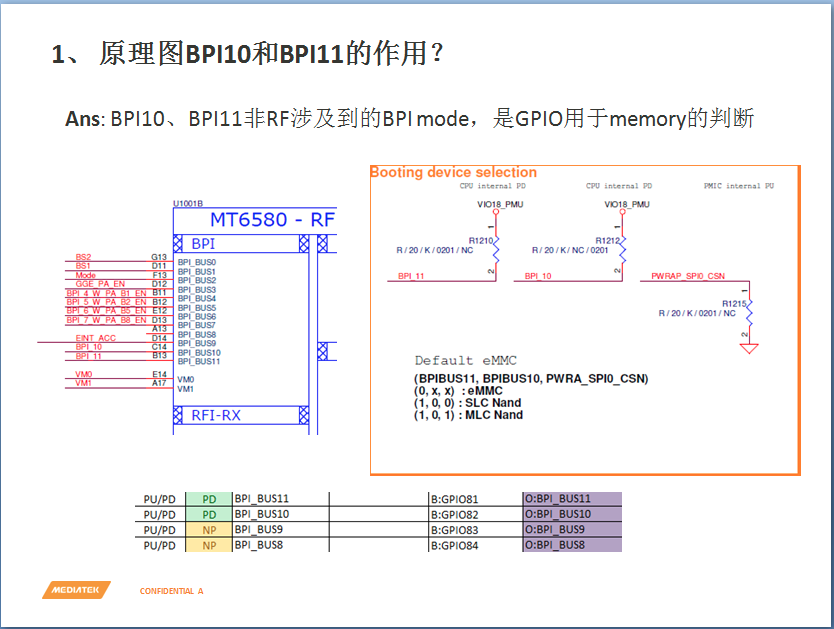 1、 原理图BPI10和BPI11的作用?
Ans: BPI10、BPI11非RF涉及到的BPI mode，是GPIO用于memory的判断
U1001B
MT6580 - RF
BPI
BS2 G13 BPI_BUS0
BS1 D11 BPI_BUS1
Mode F13 BPI_BUS2
GGE_PA_EN D12 BPI_BUS3
BPI_4_W_PA_B1_EN B11 BPI_BUS4
BPI_5_W_PA_B2_EN B12 BPI_BUS5
BPI_6_W_PA_B5_EN E12 BPI_BUS6
BPI_7_W_PA_B8_EN D13 BPI_BUS7
A13 BPI_BUS8
EINT_ACC D14 BPI_BUS9
BPI_10 C14 BPI_BUS10
BPI_11 B13 BPI_BUS11
VM0 E14 VM0
VM1 A17 VM1
RFI-RX
Booting device selection
CPU internal PD CPU internal PD PMIC internal PU
VIO18_PMU VIO18_PMU
1 1
R1210 R1212
R / 20 / K / 0201 / NC R / 20 / K / NC / 0201
2 2
BPI_11 BPI_10 PWRAP_SPI0_CSN
1
R1215
R / 20 / K / 0201 / NC
2
Default eMMC
(BPIBUS11, BPIBUS10, PWRA_SPI0_CSN)
(0, x, x) : eMMC
(1, 0, 0) : SLC Nand
(1, 0, 1) : MLC Nand
PU/PD PD BPI_BUS11 B:GPIO81 O:BPI_BUS11
PU/PD PD BPI_BUS10 B:GPIO82 O:BPI_BUS10
PU/PD NP BPI_BUS9 B:GPIO83 O:BPI_BUS9
PU/PD NP BPI_BUS8 B:GPIO84 O:BPI_BUS8
MEDIATEK CONFIDENTIAL A